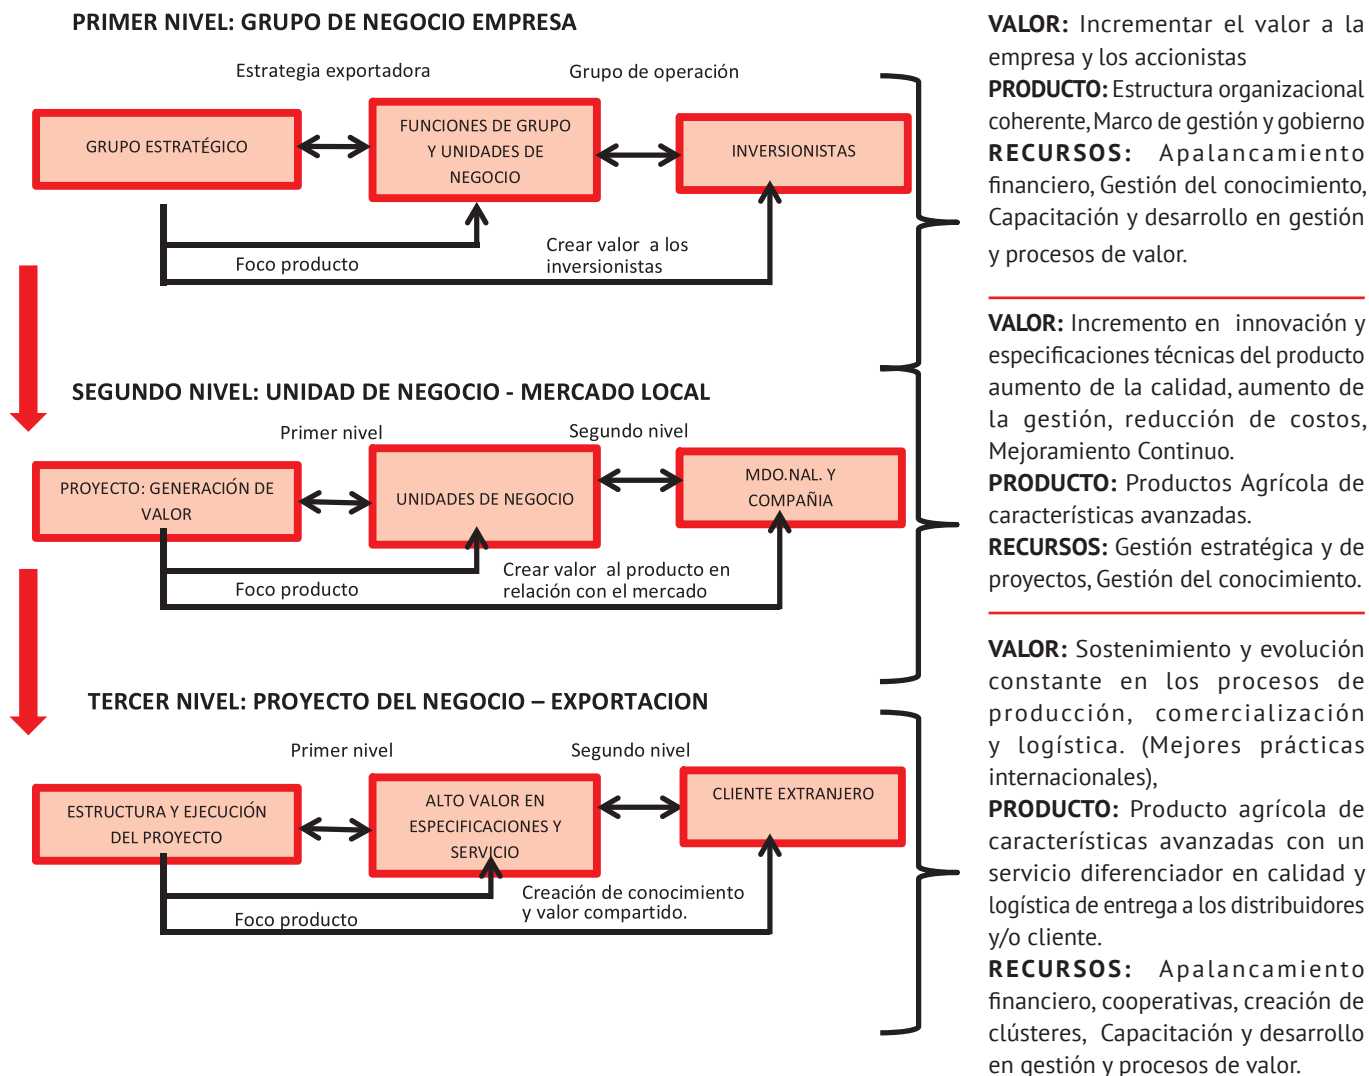 PRIMER NIVEL: GRUPO DE NEGOCIO EMPRESA
Estrategia exportadora
Grupo de operación
GRUPO ESTRATÉGICO
FUNCIONES DE GRUPO
Y UNIDADES DE
NEGOCIO
INVERSIONISTAS
Foco producto
Crear valor a los
inversionistas
VALOR: Incrementar el valor a la
empresa y los accionistas
PRODUCTO: Estructura organizacional
coherente, Marco de gestión y gobierno
RECURSOS: Apalancamiento
financiero, Gestión del conocimiento,
Capacitación y desarrollo en gestión
y procesos de valor.
SEGUNDO NIVEL: UNIDAD DE NEGOCIO - MERCADO LOCAL
Primer nivel
Segundo nivel
PROYECTO: GENERACIÓN DE
VALOR
UNIDADES DE NEGOCIO
MDO.NAL. Y
COMPAÑIA
Foco producto
Crear valor al producto en
relación con el mercado
VALOR: Incremento en innovación y
especificaciones técnicas del producto
aumento de la calidad, aumento de
la gestión, reducción de costos,
Mejoramiento Continuo.
PRODUCTO: Productos Agrícola de
características avanzadas.
RECURSOS: Gestión estratégica y de
proyectos, Gestión del conocimiento.
TERCER NIVEL: PROYECTO DEL NEGOCIO – EXPORTACION
Primer nivel
Segundo nivel
ESTRUCTURA Y EJECUCIÓN
DEL PROYECTO
ALTO VALOR EN
ESPECIFICACIONES Y
SERVICIO
CLIENTE EXTRANJERO
Foco producto
Creación de conocimiento
y valor compartido.
VALOR: Sostenimiento y evolución
constante en los procesos de
producción, comercialización
y logística. (Mejores prácticas
internacionales),
PRODUCTO: Producto agrícola de
características avanzadas con un
servicio diferenciador en calidad y
logística de entrega a los distribuidores
y/o cliente.
RECURSOS: Apalancamiento
financiero, cooperativas, creación de
clústeres, Capacitación y desarrollo
en gestión y procesos de valor.